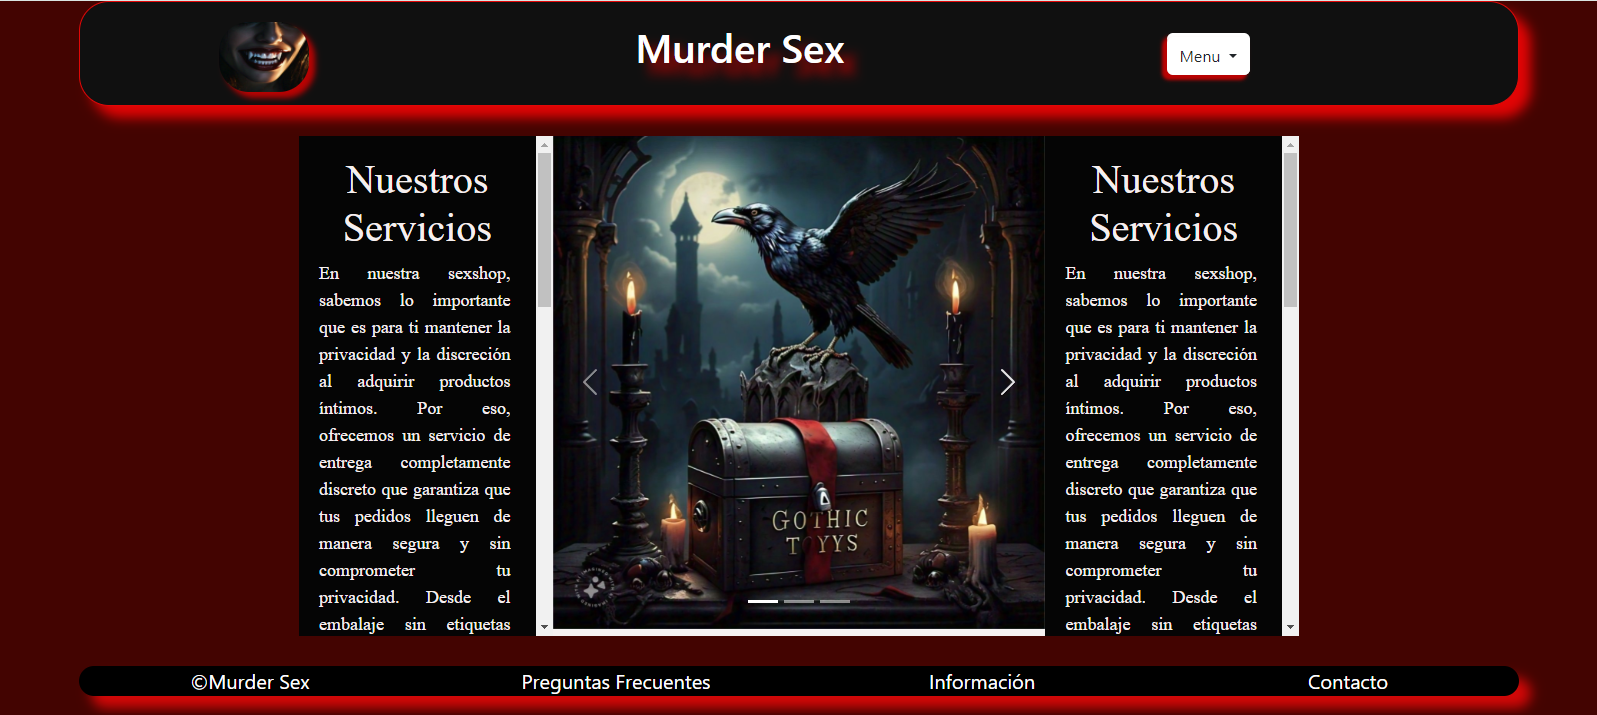 Murder Sex
Menu
Nuestros
Servicios
En nuestra sexshop,
sabemos lo importante
que es para ti mantener la
privacidad y la discreción
al adquirir productos
íntimos. Por eso,
ofrecemos un servicio de
entrega completamente
discreto que garantiza que
tus pedidos lleguen de
manera segura y sin
comprometer tu
privacidad. Desde el
embalaje sin etiquetas
GOTHIC
TOYYS
Nuestros
Servicios
En nuestra sexshop,
sabemos lo importante
que es para ti mantener la
privacidad y la discreción
al adquirir productos
íntimos. Por eso,
ofrecemos un servicio de
entrega completamente
discreto que garantiza que
tus pedidos lleguen de
manera segura y sin
comprometer tu
privacidad. Desde el
embalaje sin etiquetas
©Murder Sex
Preguntas Frecuentes
Información
Contacto